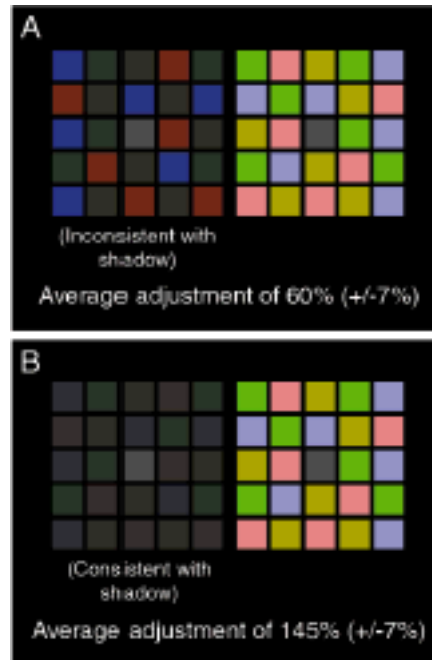 A
(Inconsistent with
shadow)
Average adjustment of 60% (+/-7%)
B
(Consistent with
shadow)
Average adjustment of 145% (+/-7%)